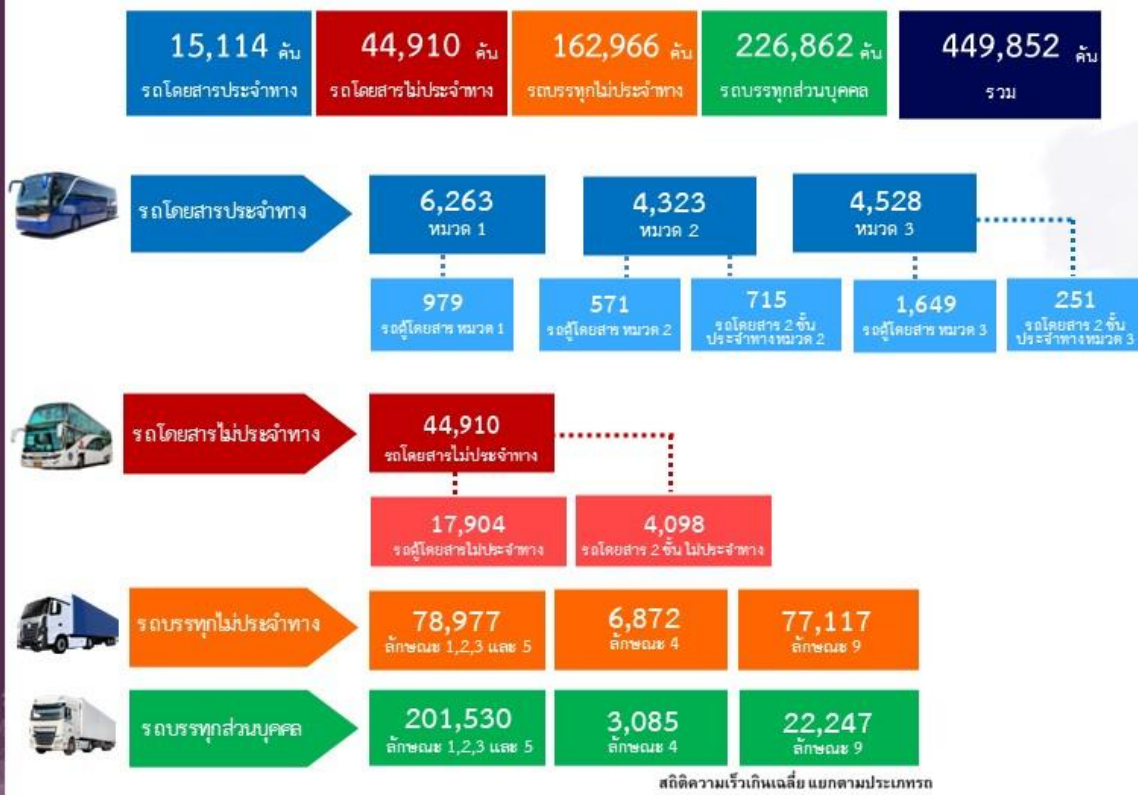 15,114 คัน
รถโดยสารประจำทาง
44,910 คัน
รถโดยสารไม่ประจำทาง
162,966 คัน
รถบรรทุกไม่ประจำทาง
226,862 คัน
รถบรรทุกส่วนบุคคล
449,852 คัน
รวม
รถโดยสารประจำทาง
6,263
หมวด 1
4,323
หมวด 2
4,528
หมวด 3
979
รถตู้โดยสาร หมวด 1
571
รถตู้โดยสาร หมวด 2
715
รถโดยสาร 2 ชั้น
ประจำทางหมวด 2
1,649
รถตู้โดยสาร หมวด 3
251
รถโดยสาร 2 ชั้น
ประจำทางหมวด 3
รถโดยสารไม่ประจำทาง
44,910
รถโดยสารไม่ประจำทาง
17,904
รถตู้โดยสารไม่ประจำทาง
4,098
รถโดยสาร 2 ชั้น ไม่ประจำทาง
รถบรรทุกไม่ประจำทาง
78,977
ลักษณะ 1,2,3 และ 5
6,872
ลักษณะ 4
77,117
ลักษณะ 9
รถบรรทุกส่วนบุคคล
201,530
ลักษณะ 1,2,3 และ 5
3,085
ลักษณะ 4
22,247
ลักษณะ 9
สถิติความเร็วเกินเฉลี่ย แยกตามประเภทรถ